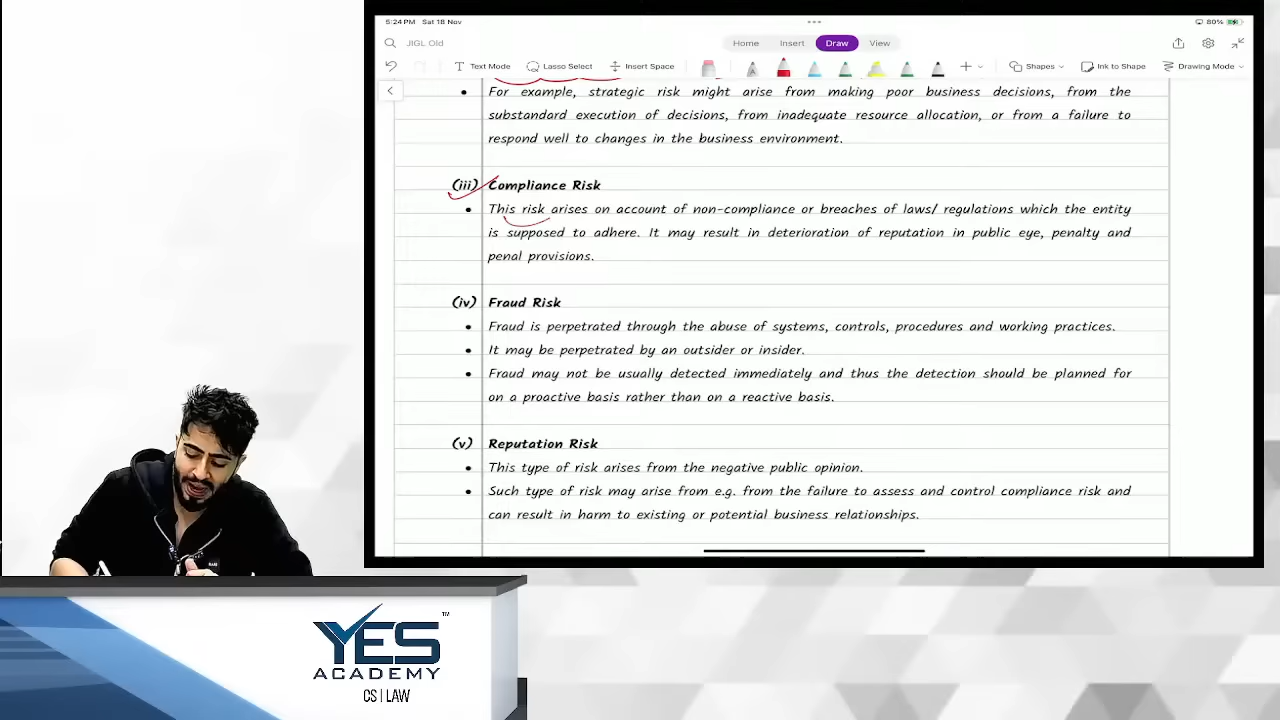 5:24 PM Sat 18 Nov
80%
JIGL Old
Home Insert Draw View
Text Mode Lasso Select Insert Space Shapes Ink to Shape Drawing Mode
• For example, strategic risk might arise from making poor business decisions, from the
substandard execution of decisions, from inadequate resource allocation, or from a failure to
respond well to changes in the business environment.
(iii) Compliance Risk
• This risk arises on account of non-compliance or breaches of laws/ regulations which the entity
is supposed to adhere. It may result in deterioration of reputation in public eye, penalty and
penal provisions.
(iv) Fraud Risk
• Fraud is perpetrated through the abuse of systems, controls, procedures and working practices.
• It may be perpetrated by an outsider or insider.
• Fraud may not be usually detected immediately and thus the detection should be planned for
on a proactive basis rather than on a reactive basis.
(v) Reputation Risk
• This type of risk arises from the negative public opinion.
• Such type of risk may arise from e.g. from the failure to assess and control compliance risk and
can result in harm to existing or potential business relationships.
YES™
ACADEMY
CS | LAW